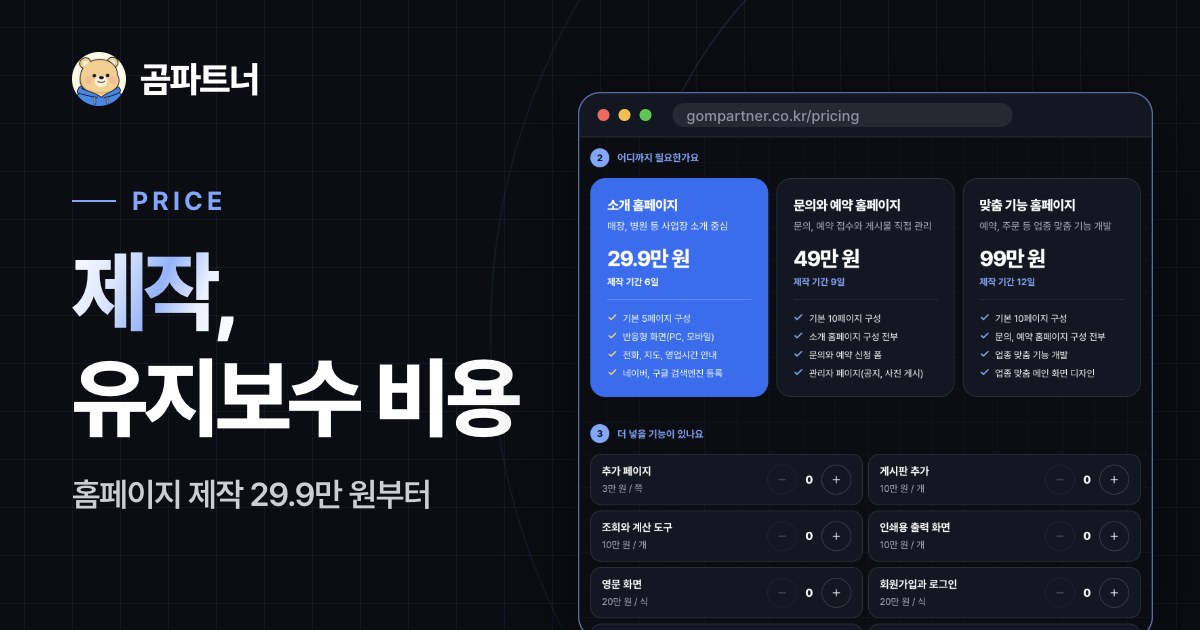 곰파트너
PRICE
제작,
유지보수 비용
홈페이지 제작 29.9만 원부터
gompartner.co.kr/pricing
2 어디까지 필요한가요
소개 홈페이지
매장, 병원 등 사업장 소개 중심
29.9만 원
제작 기간 6일
기본 5페이지 구성
반응형 화면(PC, 모바일)
전화, 지도, 영업시간 안내
네이버, 구글 검색엔진 등록
문의와 예약 홈페이지
문의, 예약 접수와 게시물 직접 관리
49만 원
제작 기간 9일
기본 10페이지 구성
소개 홈페이지 구성 전부
문의와 예약 신청 폼
관리자 페이지(공지, 사진 게시)
맞춤 기능 홈페이지
예약, 주문 등 업종 맞춤 기능 개발
99만 원
제작 기간 12일
기본 10페이지 구성
문의, 예약 홈페이지 구성 전부
업종 맞춤 기능 개발
업종 맞춤 메인 화면 디자인
3 더 넣을 기능이 있나요
추가 페이지
3만 원 / 쪽
− 0 +
게시판 추가
10만 원 / 개
− 0 +
조회와 계산 도구
10만 원 / 개
− 0 +
인쇄용 출력 화면
10만 원 / 개
− 0 +
영문 화면
20만 원 / 식
− 0 +
회원가입과 로그인
20만 원 / 식
− 0 +